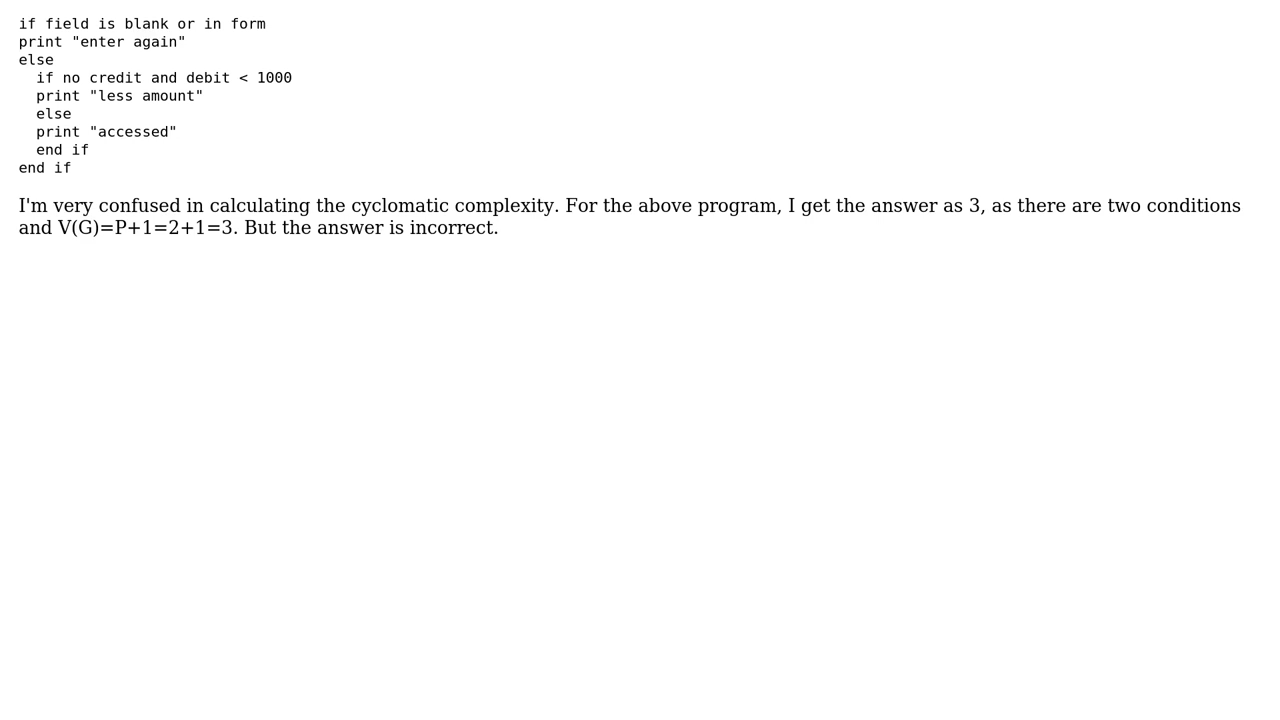 if field is blank or in form
print "enter again"
else
  if no credit and debit < 1000
  print "less amount"
  else
  print "accessed"
  end if
end if
I'm very confused in calculating the cyclomatic complexity. For the above program, I get the answer as 3, as there are two conditions
and V(G)=P+1=2+1=3. But the answer is incorrect.